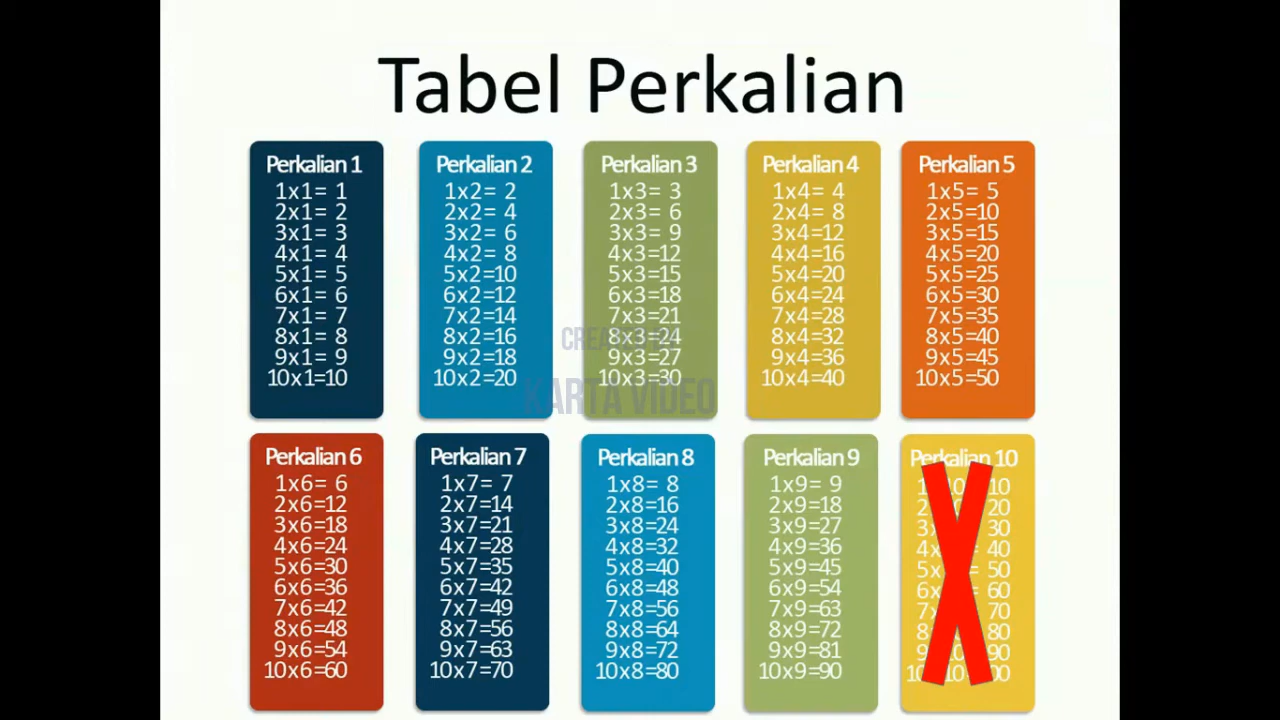 Tabel Perkalian
Perkalian 1
1x1= 1
2x1= 2
3x1= 3
4x1= 4
5x1= 5
6x1= 6
7x1= 7
8x1= 8
9x1= 9
10x1=10
Perkalian 2
1x2= 2
2x2= 4
3x2= 6
4x2= 8
5x2=10
6x2=12
7x2=14
8x2=16
9x2=18
10x2=20
Perkalian 3
1x3= 3
2x3= 6
3x3= 9
4x3=12
5x3=15
6x3=18
7x3=21
8x3=24
9x3=27
10x3=30
Perkalian 4
1x4= 4
2x4= 8
3x4=12
4x4=16
5x4=20
6x4=24
7x4=28
8x4=32
9x4=36
10x4=40
Perkalian 5
1x5= 5
2x5=10
3x5=15
4x5=20
5x5=25
6x5=30
7x5=35
8x5=40
9x5=45
10x5=50
KARTA VIDEO
Perkalian 6
1x6= 6
2x6=12
3x6=18
4x6=24
5x6=30
6x6=36
7x6=42
8x6=48
9x6=54
10x6=60
Perkalian 7
1x7= 7
2x7=14
3x7=21
4x7=28
5x7=35
6x7=42
7x7=49
8x7=56
9x7=63
10x7=70
Perkalian 8
1x8= 8
2x8=16
3x8=24
4x8=32
5x8=40
6x8=48
7x8=56
8x8=64
9x8=72
10x8=80
Perkalian 9
1x9= 9
2x9=18
3x9=27
4x9=36
5x9=45
6x9=54
7x9=63
8x9=72
9x9=81
10x9=90
Perkalian 10
10
20
30
40
50
60
70
80
90